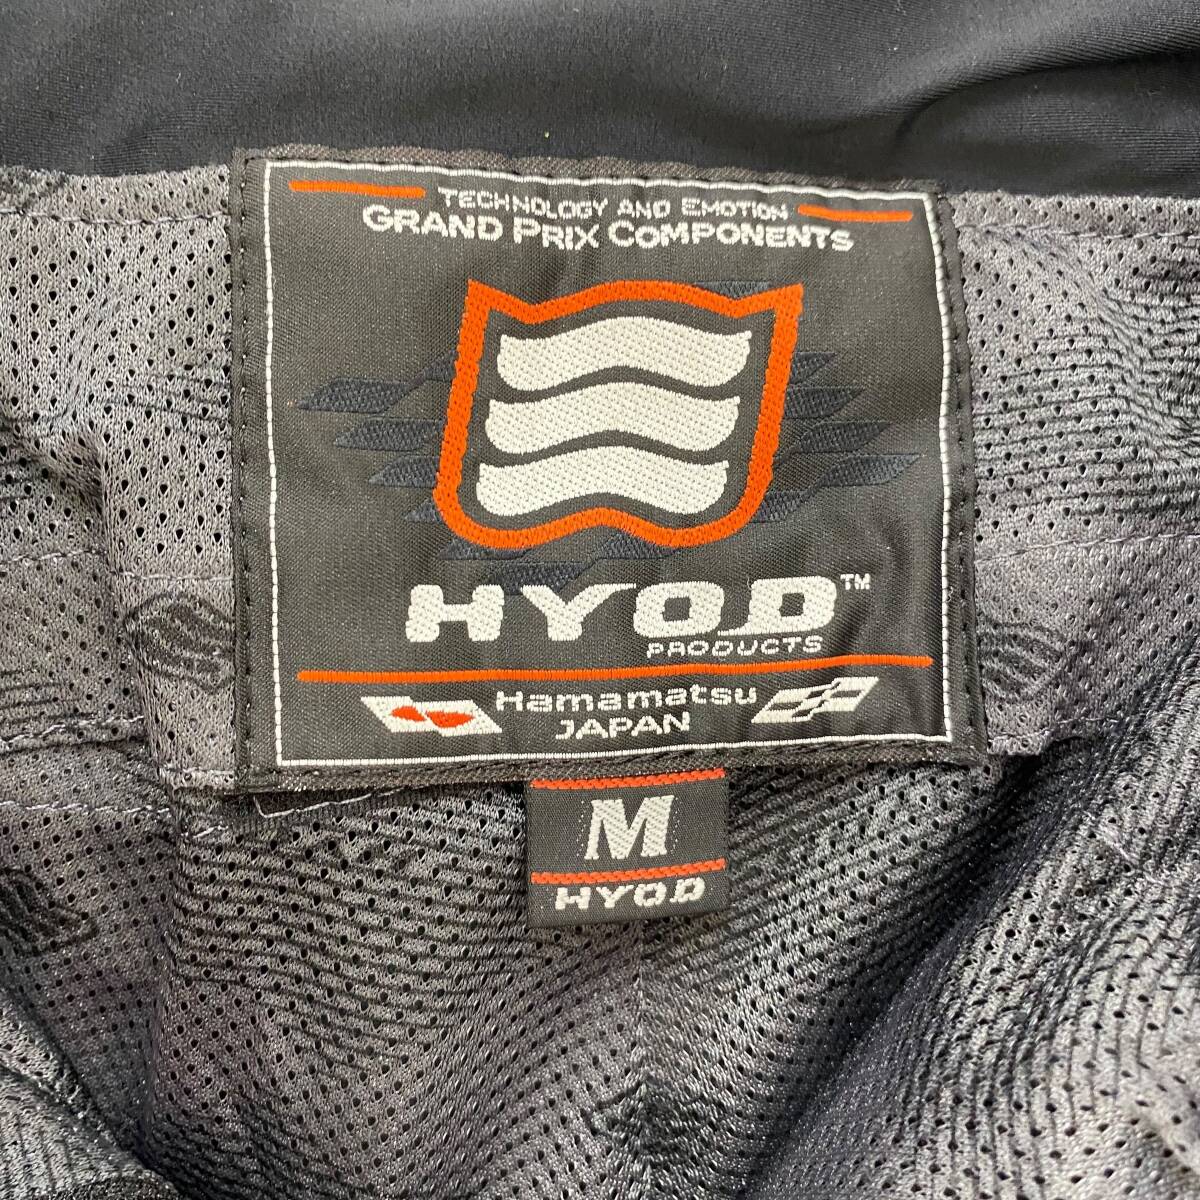 TECHNOLOGY AND EMOTION
GRAND PRIX COMPONENTS
HYOD™
PRODUCTS
Hamamatsu
JAPAN
M
HYOD